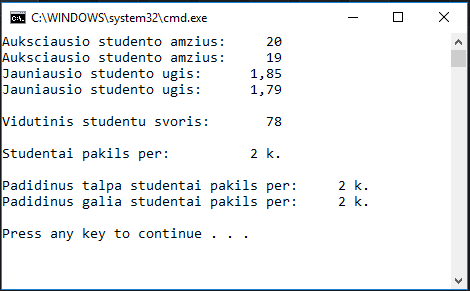 C:\WINDOWS\system32\cmd.exe
Auksciausio studento amzius: 20
Auksciausio studento amzius: 19
Jauniausio studento ugis: 1,85
Jauniausio studento ugis: 1,79
Vidutinis studentu svoris: 78
Studentai pakils per: 2 k.
Padidinus talpa studentai pakils per: 2 k.
Padidinus galia studentai pakils per: 2 k.
Press any key to continue . . .